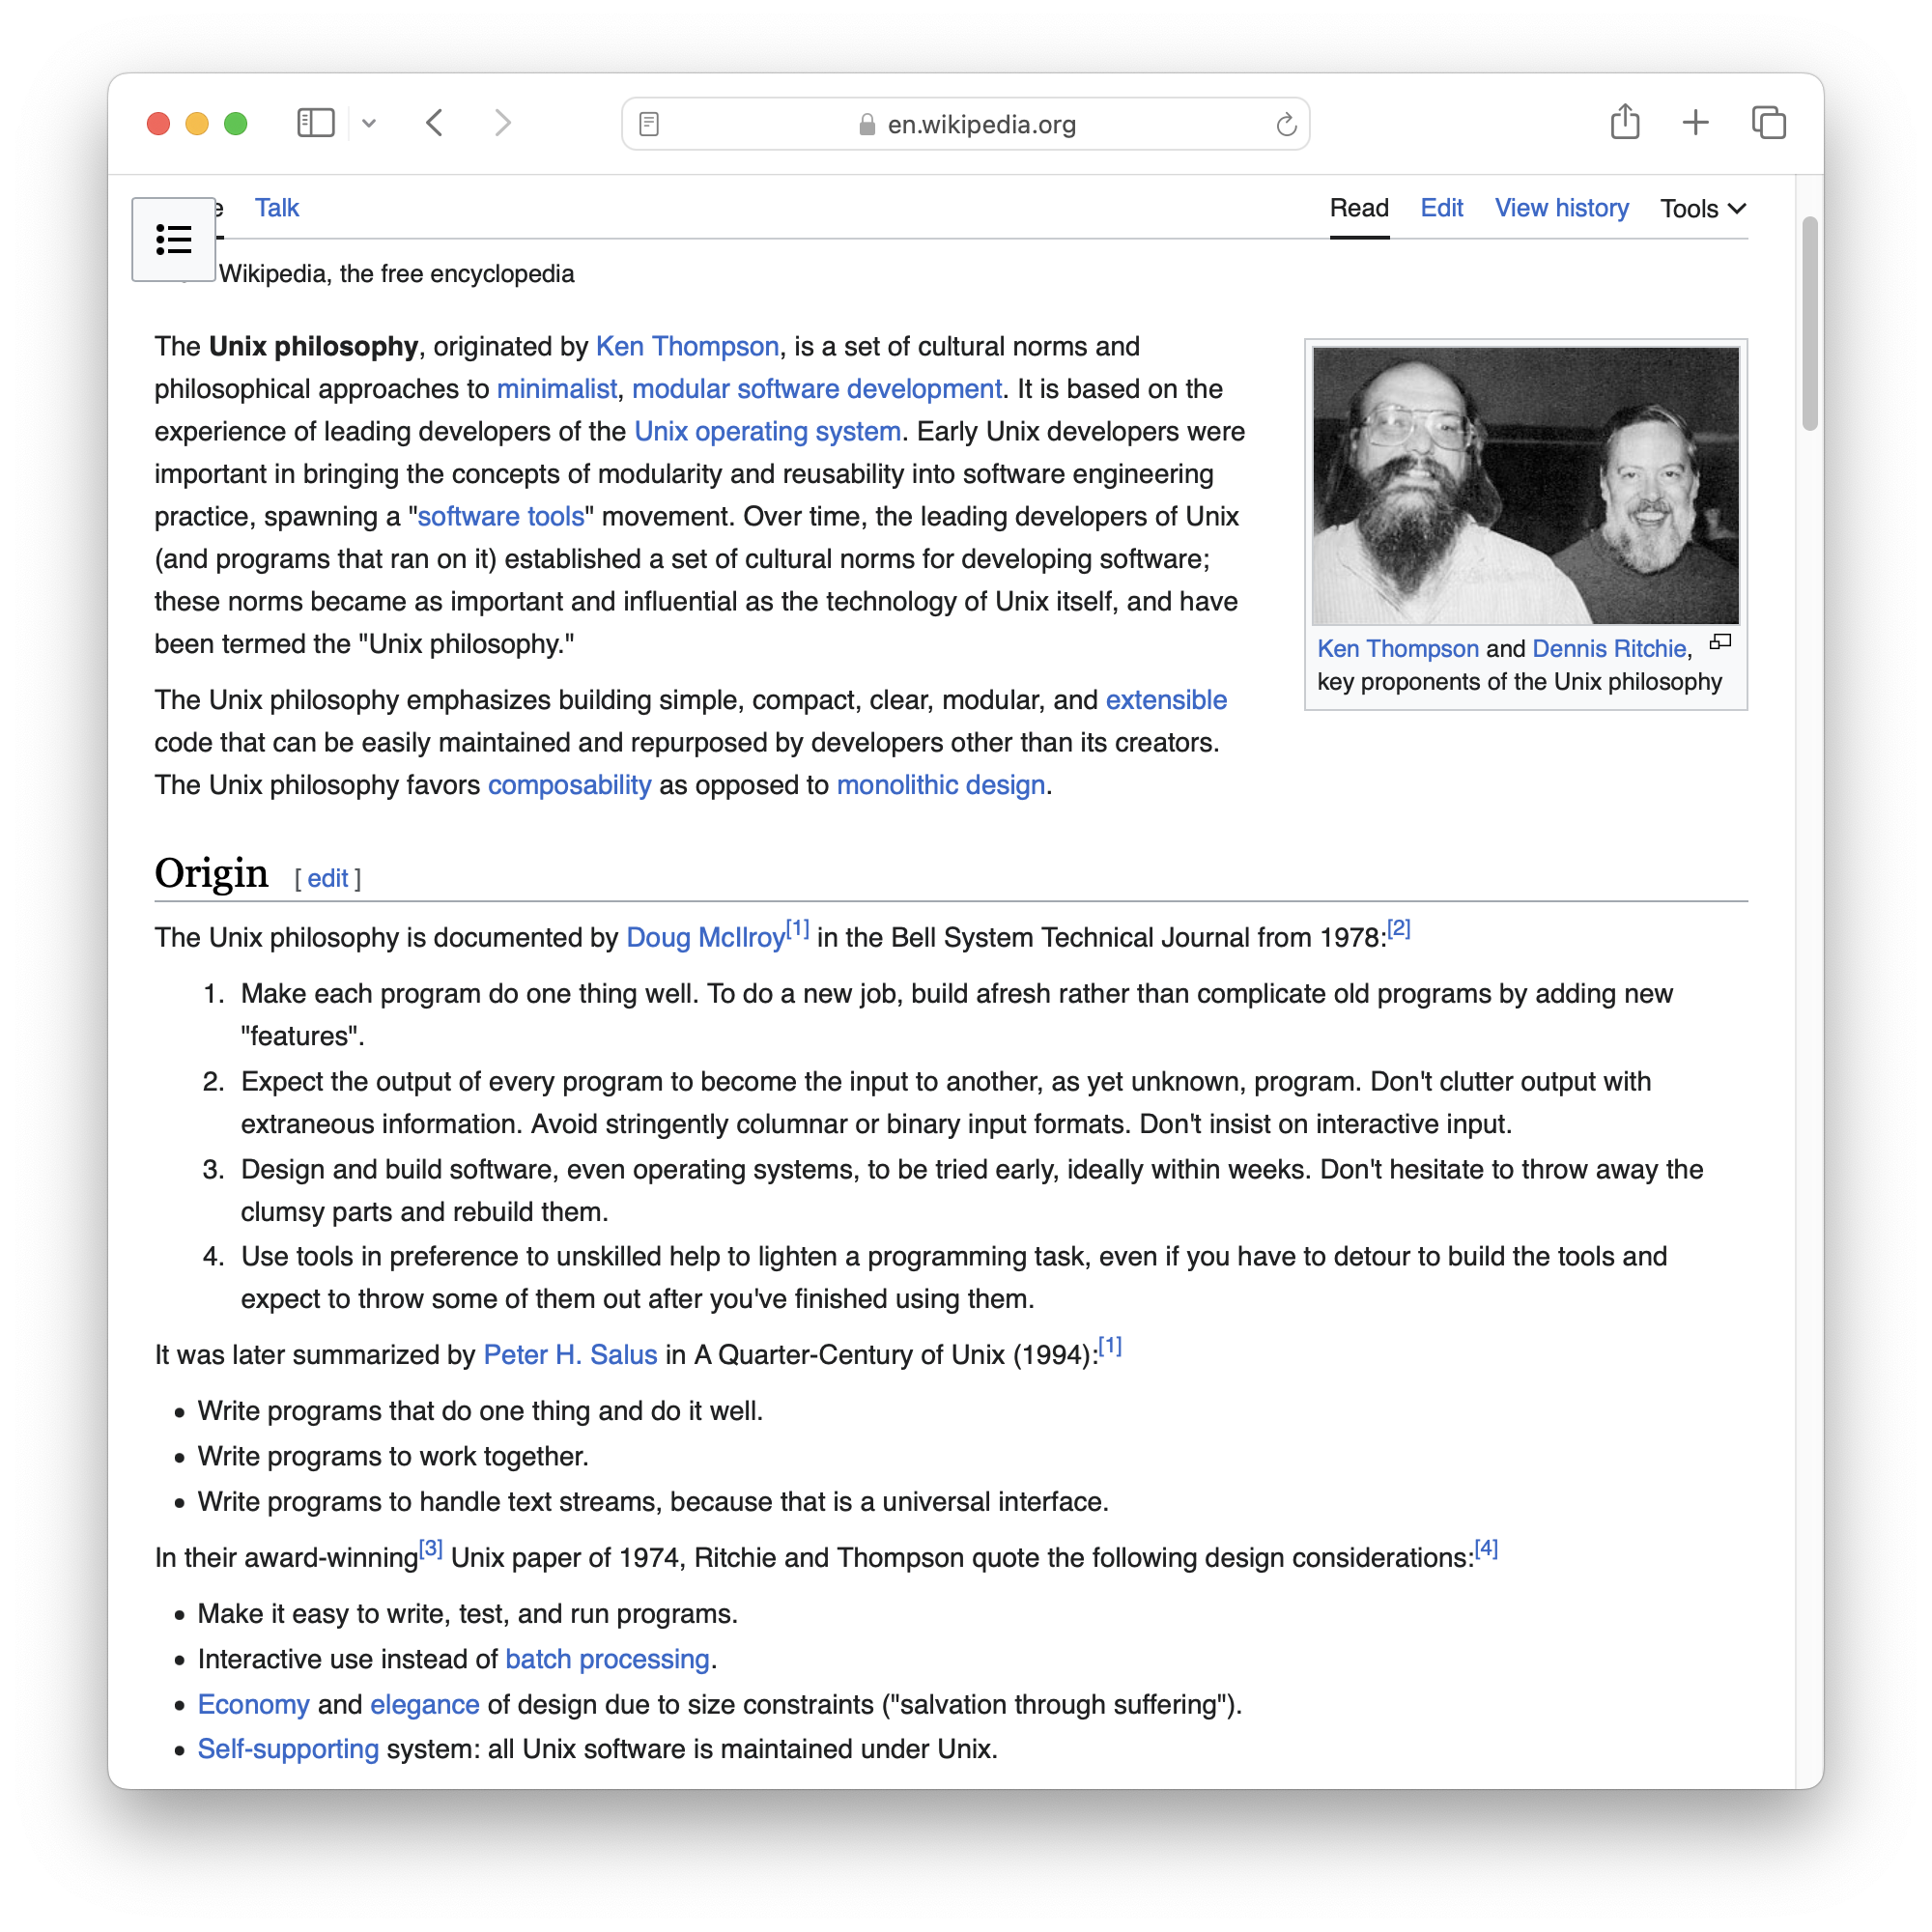 en.wikipedia.org
Talk
Read Edit View history Tools
Wikipedia, the free encyclopedia
The Unix philosophy, originated by Ken Thompson, is a set of cultural norms and
philosophical approaches to minimalist, modular software development. It is based on the
experience of leading developers of the Unix operating system. Early Unix developers were
important in bringing the concepts of modularity and reusability into software engineering
practice, spawning a "software tools" movement. Over time, the leading developers of Unix
(and programs that ran on it) established a set of cultural norms for developing software;
these norms became as important and influential as the technology of Unix itself, and have
been termed the "Unix philosophy."
Ken Thompson and Dennis Ritchie,
key proponents of the Unix philosophy
The Unix philosophy emphasizes building simple, compact, clear, modular, and extensible
code that can be easily maintained and repurposed by developers other than its creators.
The Unix philosophy favors composability as opposed to monolithic design.
Origin [ edit ]
The Unix philosophy is documented by Doug McIlroy[1] in the Bell System Technical Journal from 1978:[2]
1. Make each program do one thing well. To do a new job, build afresh rather than complicate old programs by adding new
"features".
2. Expect the output of every program to become the input to another, as yet unknown, program. Don't clutter output with
extraneous information. Avoid stringently columnar or binary input formats. Don't insist on interactive input.
3. Design and build software, even operating systems, to be tried early, ideally within weeks. Don't hesitate to throw away the
clumsy parts and rebuild them.
4. Use tools in preference to unskilled help to lighten a programming task, even if you have to detour to build the tools and
expect to throw some of them out after you've finished using them.
It was later summarized by Peter H. Salus in A Quarter-Century of Unix (1994):[1]
• Write programs that do one thing and do it well.
• Write programs to work together.
• Write programs to handle text streams, because that is a universal interface.
In their award-winning[3] Unix paper of 1974, Ritchie and Thompson quote the following design considerations:[4]
• Make it easy to write, test, and run programs.
• Interactive use instead of batch processing.
• Economy and elegance of design due to size constraints ("salvation through suffering").
• Self-supporting system: all Unix software is maintained under Unix.